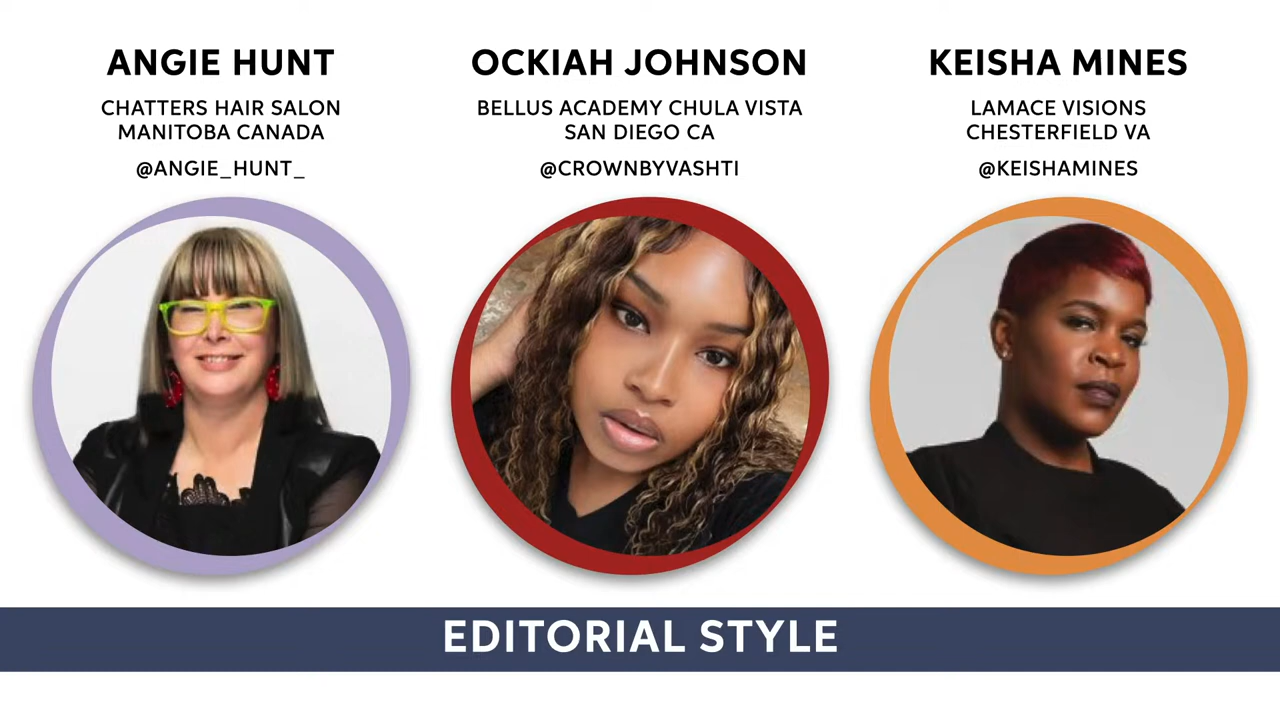 ANGIE HUNT
CHATTERS HAIR SALON
MANITOBA CANADA
@ANGIE_HUNT_
OCKIAH JOHNSON
BELLUS ACADEMY CHULA VISTA
SAN DIEGO CA
@CROWNBYVASHTI
KEISHA MINES
LAMACE VISIONS
CHESTERFIELD VA
@KEISHAMINES
EDITORIAL STYLE